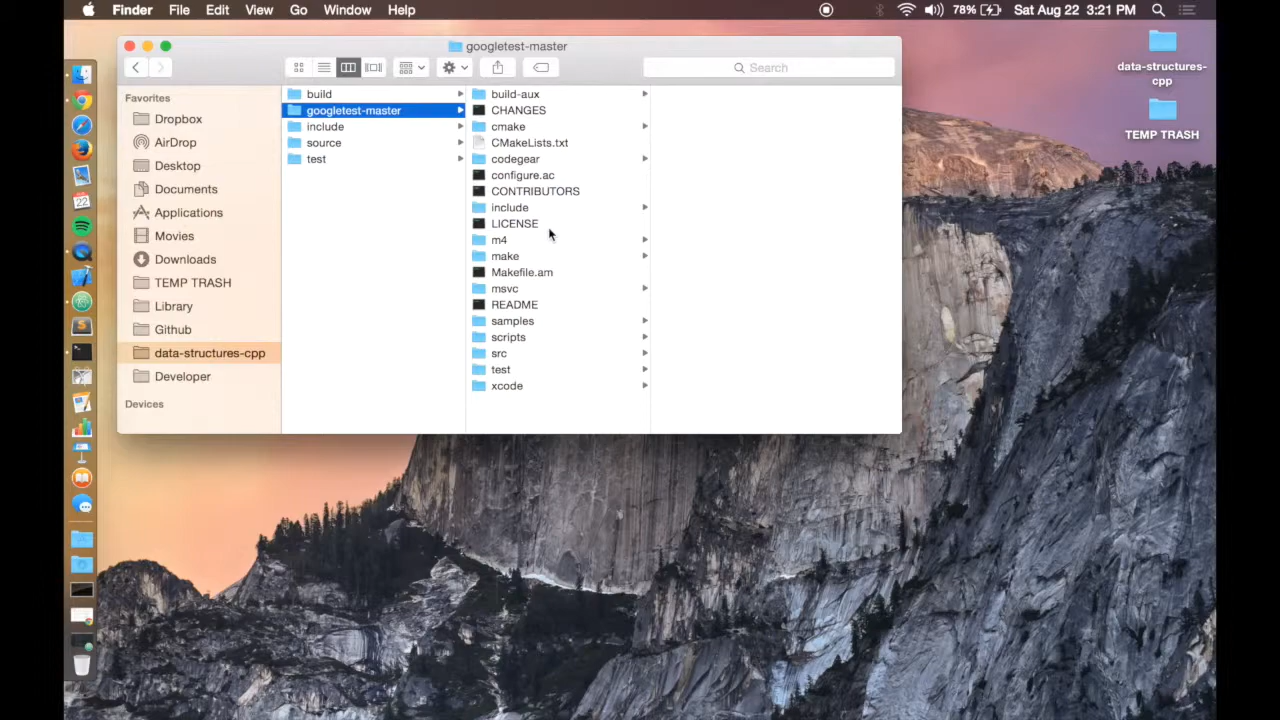 Finder File Edit View Go Window Help 78% Sat Aug 22 3:21 PM
googletest-master
Search
Favorites
Dropbox
AirDrop
Desktop
Documents
Applications
Movies
Downloads
TEMP TRASH
Library
Github
data-structures-cpp
Developer
Devices
build
googletest-master
include
source
test
build-aux
CHANGES
cmake
CMakeLists.txt
codegear
configure.ac
CONTRIBUTORS
include
LICENSE
m4
make
Makefile.am
msvc
README
samples
scripts
src
test
xcode
data-structures-
cpp
TEMP TRASH
22